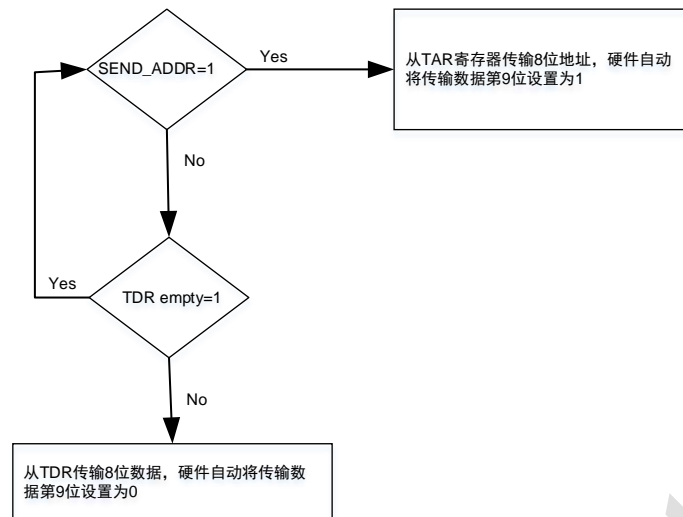 SEND_ADDR=1
Yes
从TAR寄存器传输8位地址，硬件自动
将传输数据第9位设置为1
No
Yes
TDR empty=1
No
从TDR传输8位数据，硬件自动将传输数
据第9位设置为0